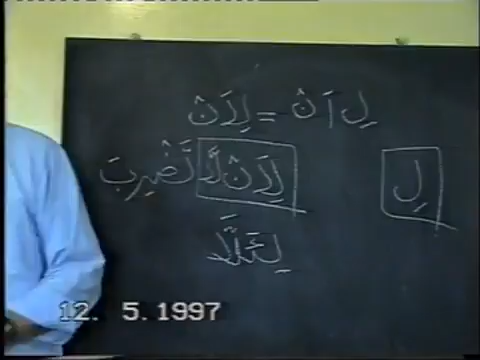 لِ اَنْ = لِاَنْ
لِاَنْ لَّا تَضْرِبَ
لِ
لِئَلَّا
12. 5.1997